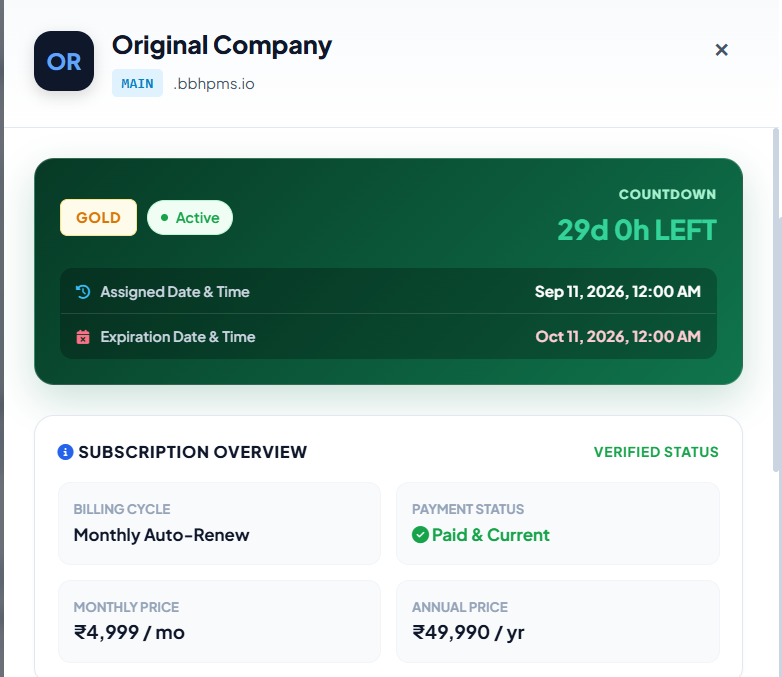 OR
Original Company
MAIN .bbhpms.io
×
GOLD
Active
COUNTDOWN
29d 0h LEFT
Assigned Date & Time Sep 11, 2026, 12:00 AM
Expiration Date & Time Oct 11, 2026, 12:00 AM
SUBSCRIPTION OVERVIEW VERIFIED STATUS
BILLING CYCLE
Monthly Auto-Renew
PAYMENT STATUS
Paid & Current
MONTHLY PRICE
₹4,999 / mo
ANNUAL PRICE
₹49,990 / yr